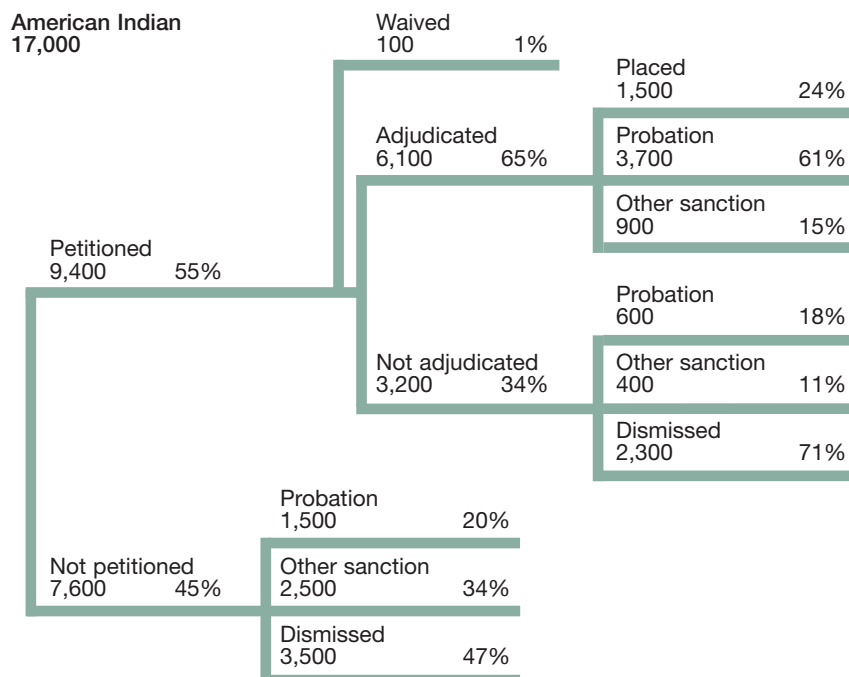 American Indian
17,000
Waived
100 1%
Placed
1,500 24%
Adjudicated
6,100 65%
Probation
3,700 61%
Other sanction
900 15%
Petitioned
9,400 55%
Probation
600 18%
Not adjudicated
3,200 34%
Other sanction
400 11%
Dismissed
2,300 71%
Probation
1,500 20%
Not petitioned
7,600 45%
Other sanction
2,500 34%
Dismissed
3,500 47%